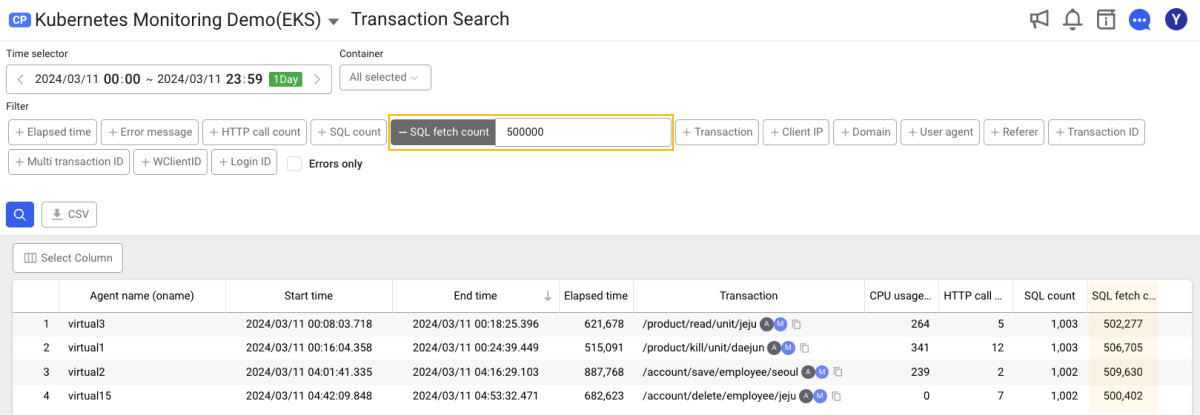 CP Kubernetes Monitoring Demo(EKS) Transaction Search Y
Time selector Container
2024/03/11 00:00 ~ 2024/03/11 23:59 1Day All selected
Filter
+ Elapsed time + Error message + HTTP call count + SQL count − SQL fetch count 500000 + Transaction + Client IP + Domain + User agent + Referer + Transaction ID
+ Multi transaction ID + WClientID + Login ID Errors only
CSV
Select Column
Agent name (oname) Start time End time ↓ Elapsed time Transaction CPU usage... HTTP call ... SQL count SQL fetch c...
1 virtual3 2024/03/11 00:08:03.718 2024/03/11 00:18:25.396 621,678 /product/read/unit/jeju A M 264 5 1,003 502,277
2 virtual1 2024/03/11 00:16:04.358 2024/03/11 00:24:39.449 515,091 /product/kill/unit/daejun A M 341 12 1,003 506,705
3 virtual2 2024/03/11 04:01:41.335 2024/03/11 04:16:29.103 887,768 /account/save/employee/seoul A M 239 2 1,002 509,630
4 virtual15 2024/03/11 04:42:09.848 2024/03/11 04:53:32.471 682,623 /account/delete/employee/jeju A M 0 7 1,002 500,402